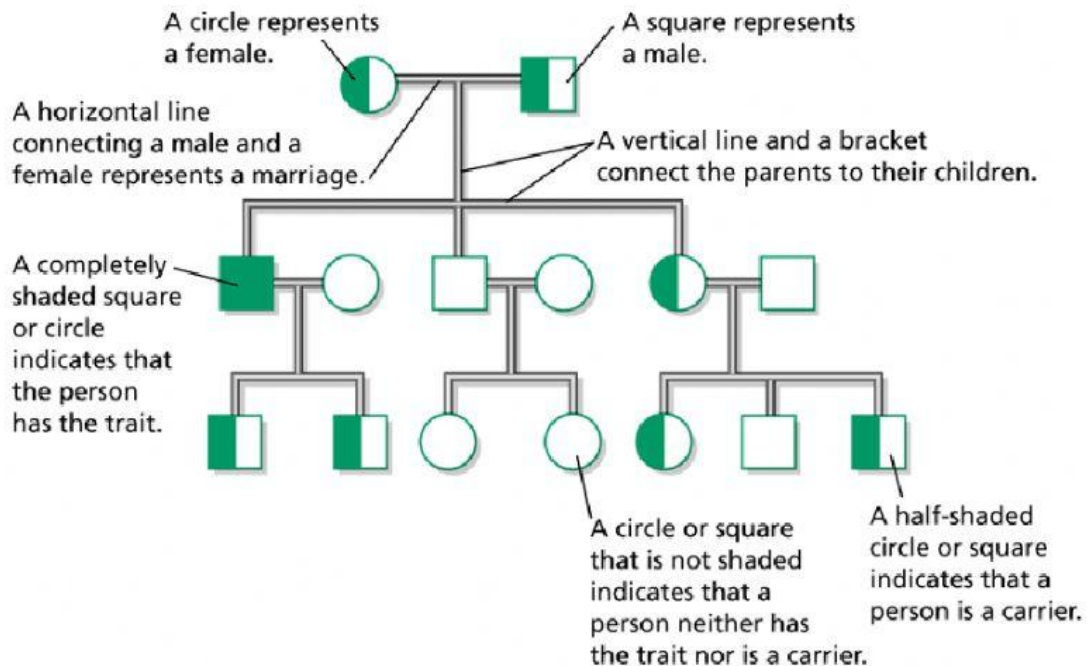 A circle represents
a female.
A square represents
a male.
A horizontal line
connecting a male and a
female represents a marriage.
A vertical line and a bracket
connect the parents to their children.
A completely
shaded square
or circle
indicates that
the person
has the trait.
A circle or square
that is not shaded
indicates that a
person neither has
the trait nor is a carrier.
A half-shaded
circle or square
indicates that a
person is a carrier.